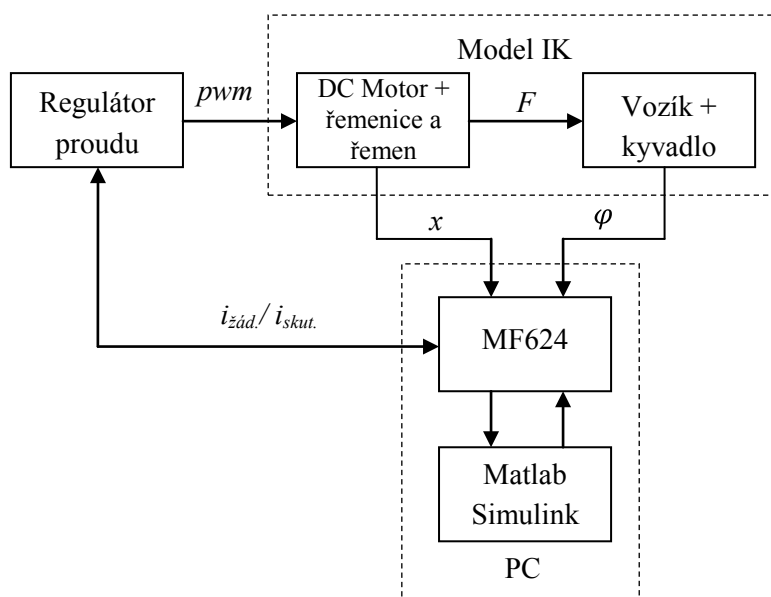 Model IK
Regulátor
proudu
pwm
DC Motor +
řemenice a
řemen
F
Vozík +
kyvadlo
x
φ
i žád./ i skut.
MF624
Matlab
Simulink
PC